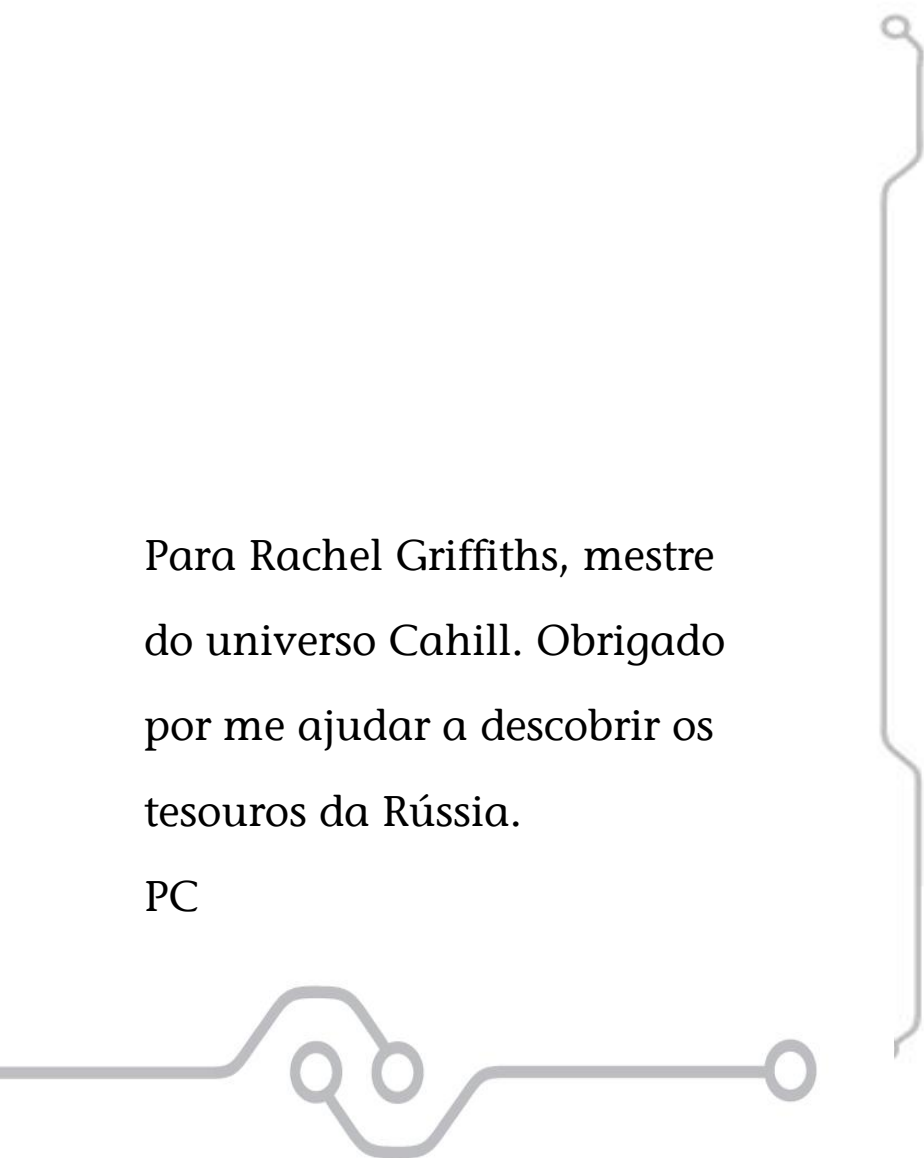 Para Rachel Griffiths, mestre
do universo Cahill. Obrigado
por me ajudar a descobrir os
tesouros da Rússia.
PC